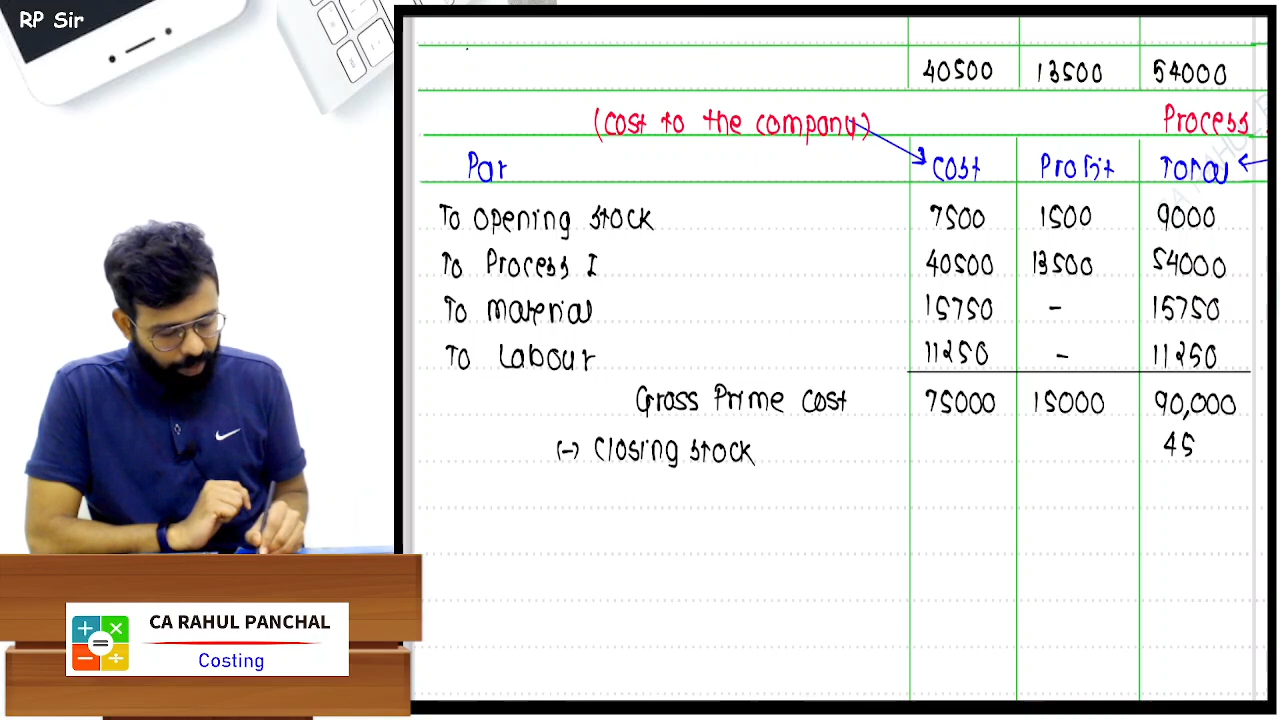 RP Sir
40500 13500 54000
(Cost to the company) Process
Par Cost Profit Total
To Opening stock 7500 1500 9000
To Process I 40500 13500 54000
To Material 15750 - 15750
To Labour 11250 - 11250
Gross Prime Cost 75000 15000 90,000
(-) Closing stock 45
CA RAHUL PANCHAL
Costing